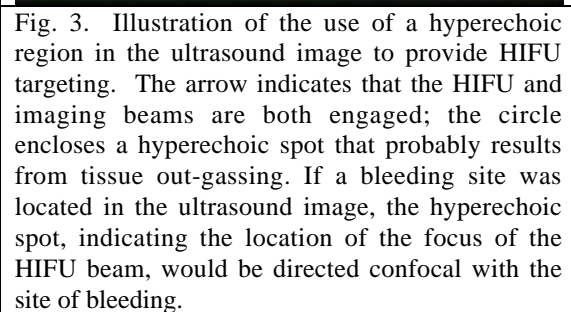 Fig. 3. Illustration of the use of a hyperechoic
region in the ultrasound image to provide HIFU
targeting. The arrow indicates that the HIFU and
imaging beams are both engaged; the circle
encloses a hyperechoic spot that probably results
from tissue out-gassing. If a bleeding site was
located in the ultrasound image, the hyperechoic
spot, indicating the location of the focus of the
HIFU beam, would be directed confocal with the
site of bleeding.